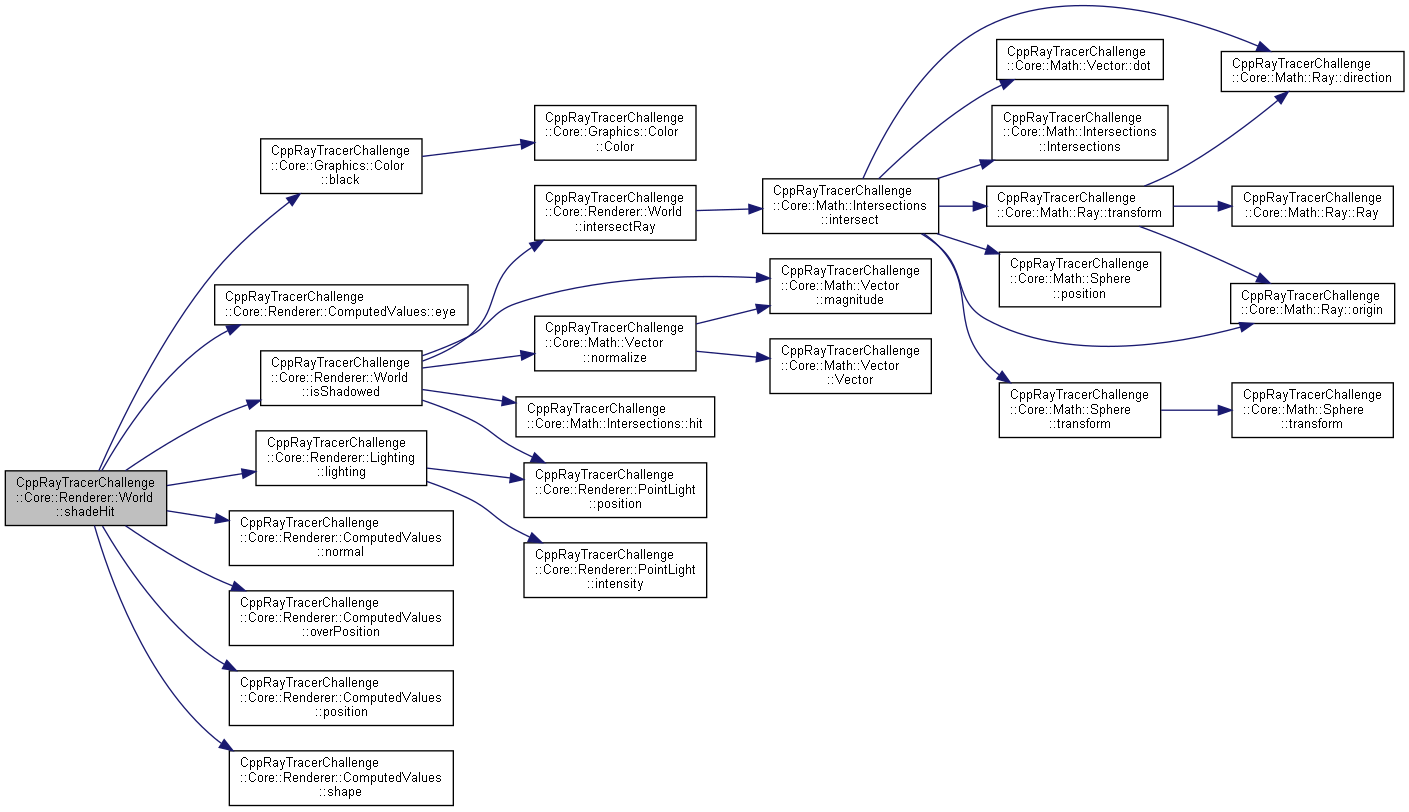 CppRayTracerChallenge
::Core::Renderer::World
::shadeHit
CppRayTracerChallenge
::Core::Graphics::Color
::black
CppRayTracerChallenge
::Core::Renderer::ComputedValues::eye
CppRayTracerChallenge
::Core::Renderer::World
::isShadowed
CppRayTracerChallenge
::Core::Renderer::Lighting
::lighting
CppRayTracerChallenge
::Core::Renderer::ComputedValues
::normal
CppRayTracerChallenge
::Core::Renderer::ComputedValues
::overPosition
CppRayTracerChallenge
::Core::Renderer::ComputedValues
::position
CppRayTracerChallenge
::Core::Renderer::ComputedValues
::shape
CppRayTracerChallenge
::Core::Graphics::Color
::Color
CppRayTracerChallenge
::Core::Renderer::World
::intersectRay
CppRayTracerChallenge
::Core::Math::Vector
::normalize
CppRayTracerChallenge
::Core::Math::Intersections::hit
CppRayTracerChallenge
::Core::Renderer::PointLight
::position
CppRayTracerChallenge
::Core::Renderer::PointLight
::intensity
CppRayTracerChallenge
::Core::Math::Intersections
::intersect
CppRayTracerChallenge
::Core::Math::Vector
::magnitude
CppRayTracerChallenge
::Core::Math::Vector
::Vector
CppRayTracerChallenge
::Core::Math::Vector::dot
CppRayTracerChallenge
::Core::Math::Intersections
::Intersections
CppRayTracerChallenge
::Core::Math::Ray::transform
CppRayTracerChallenge
::Core::Math::Sphere
::position
CppRayTracerChallenge
::Core::Math::Sphere
::transform
CppRayTracerChallenge
::Core::Math::Ray::direction
CppRayTracerChallenge
::Core::Math::Ray::Ray
CppRayTracerChallenge
::Core::Math::Ray::origin
CppRayTracerChallenge
::Core::Math::Sphere
::transform